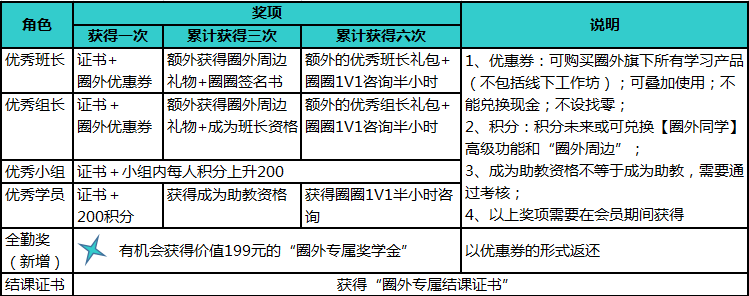 角色
奖项
说明
获得一次
累计获得三次
累计获得六次
优秀班长
证书+
圈外优惠券
额外获得圈外周边
礼物+圈圈签名书
额外的优秀班长礼包+
圈圈1V1咨询半小时
优秀组长
证书+
圈外优惠券
额外获得圈外周边
礼物+成为班长资格
额外的优秀组长礼包+
圈圈1V1咨询半小时
优秀小组
证书+小组内每人积分上升200
优秀学员
证书+
200积分
获得成为助教资格
获得圈圈1V1半小时咨
询
1、优惠券：可购买圈外旗下所有学习产品
（不包括线下工作坊）；可叠加使用；不
能兑换现金；不设找零；
2、积分：积分未来或可兑换【圈外同学】
高级功能和“圈外周边”；
3、成为助教资格不等于成为助教，需要通
过考核；
4、以上奖项需要在会员期间获得
全勤奖
（新增）
有机会获得价值199元的“圈外专属奖学金”
以优惠券的形式返还
结课证书
获得“圈外专属结课证书”